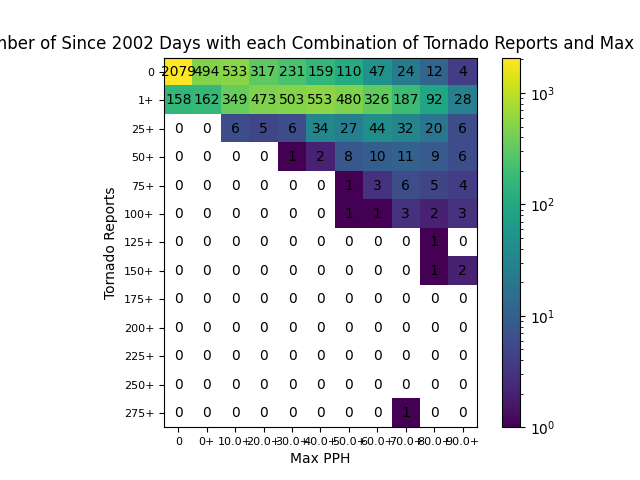 nber of Since 2002 Days with each Combination of Tornado Reports and Max
0 2079 494 533 317 231 159 110 47 24 12 4
1+ 158 162 349 473 503 553 480 326 187 92 28
25+ 0 0 6 5 6 34 27 44 32 20 6
50+ 0 0 0 0 1 2 8 10 11 9 6
75+ 0 0 0 0 0 0 1 3 6 5 4
100+ 0 0 0 0 0 0 1 1 3 2 3
125+ 0 0 0 0 0 0 0 0 0 1 0
150+ 0 0 0 0 0 0 0 0 0 1 2
175+ 0 0 0 0 0 0 0 0 0 0 0
200+ 0 0 0 0 0 0 0 0 0 0 0
225+ 0 0 0 0 0 0 0 0 0 0 0
250+ 0 0 0 0 0 0 0 0 0 0 0
275+ 0 0 0 0 0 0 0 0 1 0 0
0 0+ 10.0+ 20.0+ 30.0+ 40.0+ 50.0+ 60.0+ 70.0+ 80.0+ 90.0+
Max PPH
Tornado Reports
10³
10²
10¹
10⁰